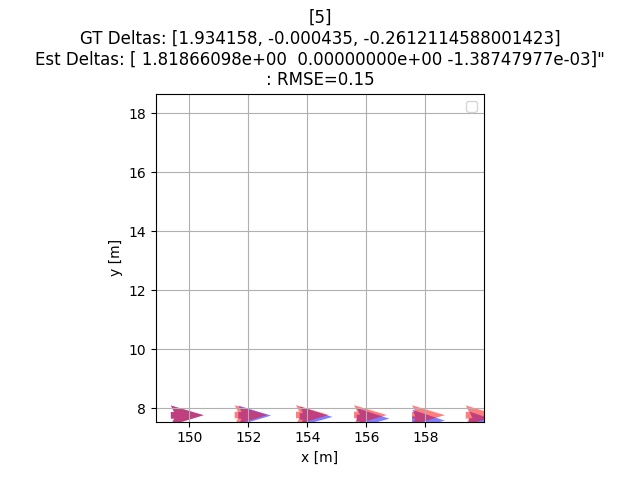 [5]
GT Deltas: [1.934158, -0.000435, -0.2612114588001423]
Est Deltas: [ 1.81866098e+00  0.00000000e+00 -1.38747977e-03]"
: RMSE=0.15
18
16
14
12
10
8
y [m]
150 152 154 156 158
x [m]